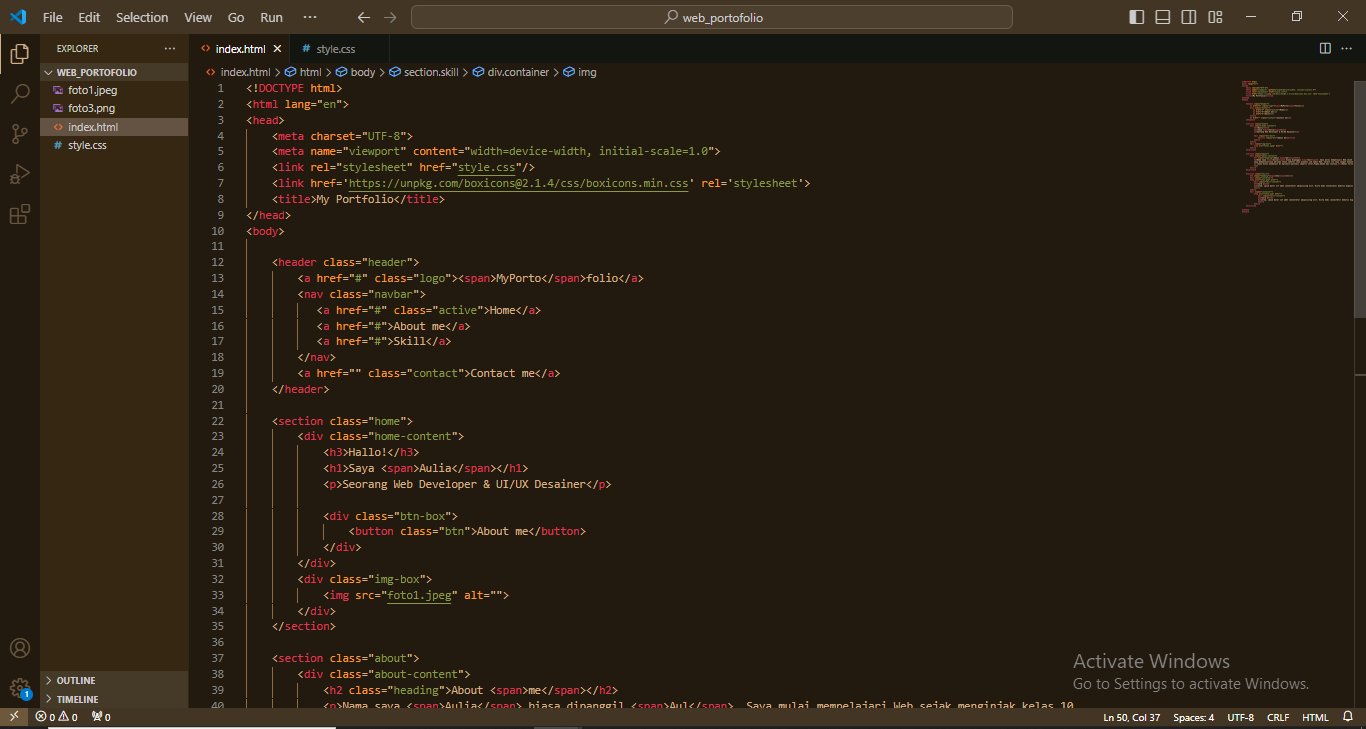 File Edit Selection View Go Run ···
web_portofolio
EXPLORER ···
WEB_PORTOFOLIO
foto1.jpeg
foto3.png
index.html
style.css
OUTLINE
TIMELINE
index.html
style.css
index.html > html > body > section.skill > div.container > img
1 <!DOCTYPE html>
2 <html lang="en">
3 <head>
4 <meta charset="UTF-8">
5 <meta name="viewport" content="width=device-width, initial-scale=1.0">
6 <link rel="stylesheet" href="style.css"/>
7 <link href='https://unpkg.com/boxicons@2.1.4/css/boxicons.min.css' rel='stylesheet'>
8 <title>My Portfolio</title>
9 </head>
10 <body>
11
12 <header class="header">
13 <a href="#" class="logo"><span>MyPorto</span>folio</a>
14 <nav class="navbar">
15 <a href="#" class="active">Home</a>
16 <a href="#">About me</a>
17 <a href="#">Skill</a>
18 </nav>
19 <a href="" class="contact">Contact me</a>
20 </header>
21
22 <section class="home">
23 <div class="home-content">
24 <h3>Hallo!</h3>
25 <h1>Saya <span>Aulia</span></h1>
26 <p>Seorang Web Developer & UI/UX Desainer</p>
27
28 <div class="btn-box">
29 <button class="btn">About me</button>
30 </div>
31 </div>
32 <div class="img-box">
33 <img src="foto1.jpeg" alt="">
34 </div>
35 </section>
36
37 <section class="about">
38 <div class="about-content">
39 <h2 class="heading">About <span>me</span></h2>
40 <p>Nama saya <span>Aulia</span> biasa dipanggil <span>Aul</span>. Saya mulai mempelajari Web sejak menginjak kelas 10
Activate Windows
Go to Settings to activate Windows.
1
0 0 0
Ln 50, Col 37 Spaces: 4 UTF-8 CRLF HTML